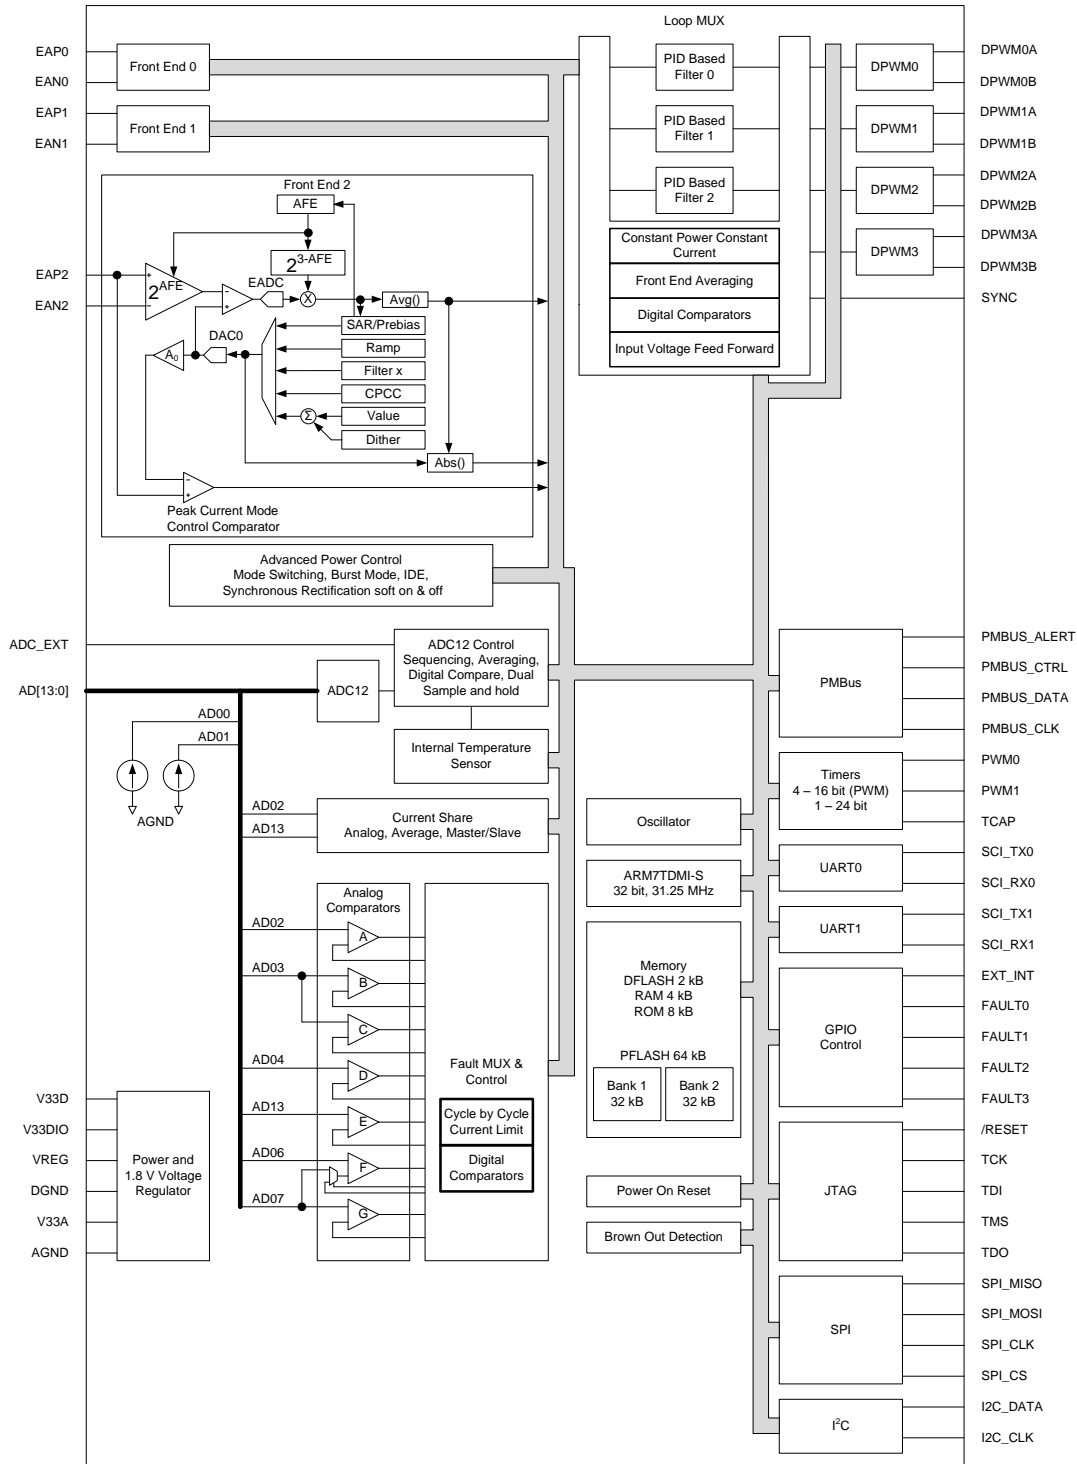 Loop MUX
EAP0
EAN0
EAP1
EAN1
Front End 0
Front End 1
Front End 2
AFE
2^3-AFE
EAP2
EAN2
+
-
2^AFE
-
+
EADC
X
Avg()
SAR/Prebias
Ramp
Filter x
CPCC
Value
Dither
Σ
DAC0
A0
Abs()
-
+
Peak Current Mode
Control Comparator
PID Based
Filter 0
PID Based
Filter 1
PID Based
Filter 2
Constant Power Constant
Current
Front End Averaging
Digital Comparators
Input Voltage Feed Forward
DPWM0
DPWM1
DPWM2
DPWM3
DPWM0A
DPWM0B
DPWM1A
DPWM1B
DPWM2A
DPWM2B
DPWM3A
DPWM3B
SYNC
Advanced Power Control
Mode Switching, Burst Mode, IDE,
Synchronous Rectification soft on & off
ADC_EXT
AD[13:0]
ADC12
ADC12 Control
Sequencing, Averaging,
Digital Compare, Dual
Sample and hold
AD00
AD01
AGND
Internal Temperature
Sensor
AD02
AD13
Current Share
Analog, Average, Master/Slave
Analog
Comparators
AD02
A
AD03
B
C
AD04
D
AD13
E
AD06
F
AD07
G
Fault MUX &
Control
Cycle by Cycle
Current Limit
Digital
Comparators
V33D
V33DIO
VREG
DGND
V33A
AGND
Power and
1.8 V Voltage
Regulator
Oscillator
ARM7TDMI-S
32 bit, 31.25 MHz
Memory
DFLASH 2 kB
RAM 4 kB
ROM 8 kB
PFLASH 64 kB
Bank 1
32 kB
Bank 2
32 kB
Power On Reset
Brown Out Detection
PMBus
PMBUS_ALERT
PMBUS_CTRL
PMBUS_DATA
PMBUS_CLK
Timers
4 – 16 bit (PWM)
1 – 24 bit
PWM0
PWM1
TCAP
UART0
SCI_TX0
SCI_RX0
UART1
SCI_TX1
SCI_RX1
GPIO
Control
EXT_INT
FAULT0
FAULT1
FAULT2
FAULT3
JTAG
/RESET
TCK
TDI
TMS
TDO
SPI
SPI_MISO
SPI_MOSI
SPI_CLK
SPI_CS
I²C
I2C_DATA
I2C_CLK